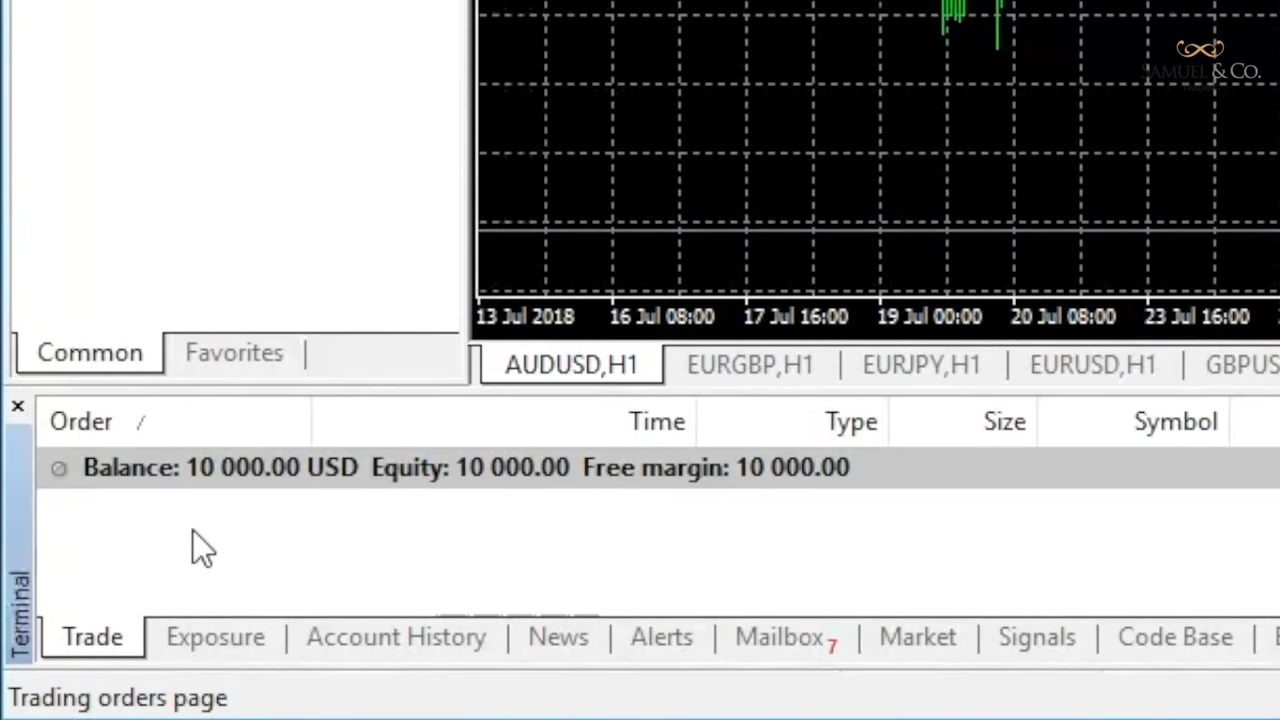 SAMUEL & CO.
13 Jul 2018 16 Jul 08:00 17 Jul 16:00 19 Jul 00:00 20 Jul 08:00 23 Jul 16:00
Common Favorites
AUDUSD,H1 EURGBP,H1 EURJPY,H1 EURUSD,H1 GBPUS
Order / Time Type Size Symbol
Balance: 10 000.00 USD Equity: 10 000.00 Free margin: 10 000.00
Terminal
Trade Exposure Account History News Alerts Mailbox 7 Market Signals Code Base
Trading orders page